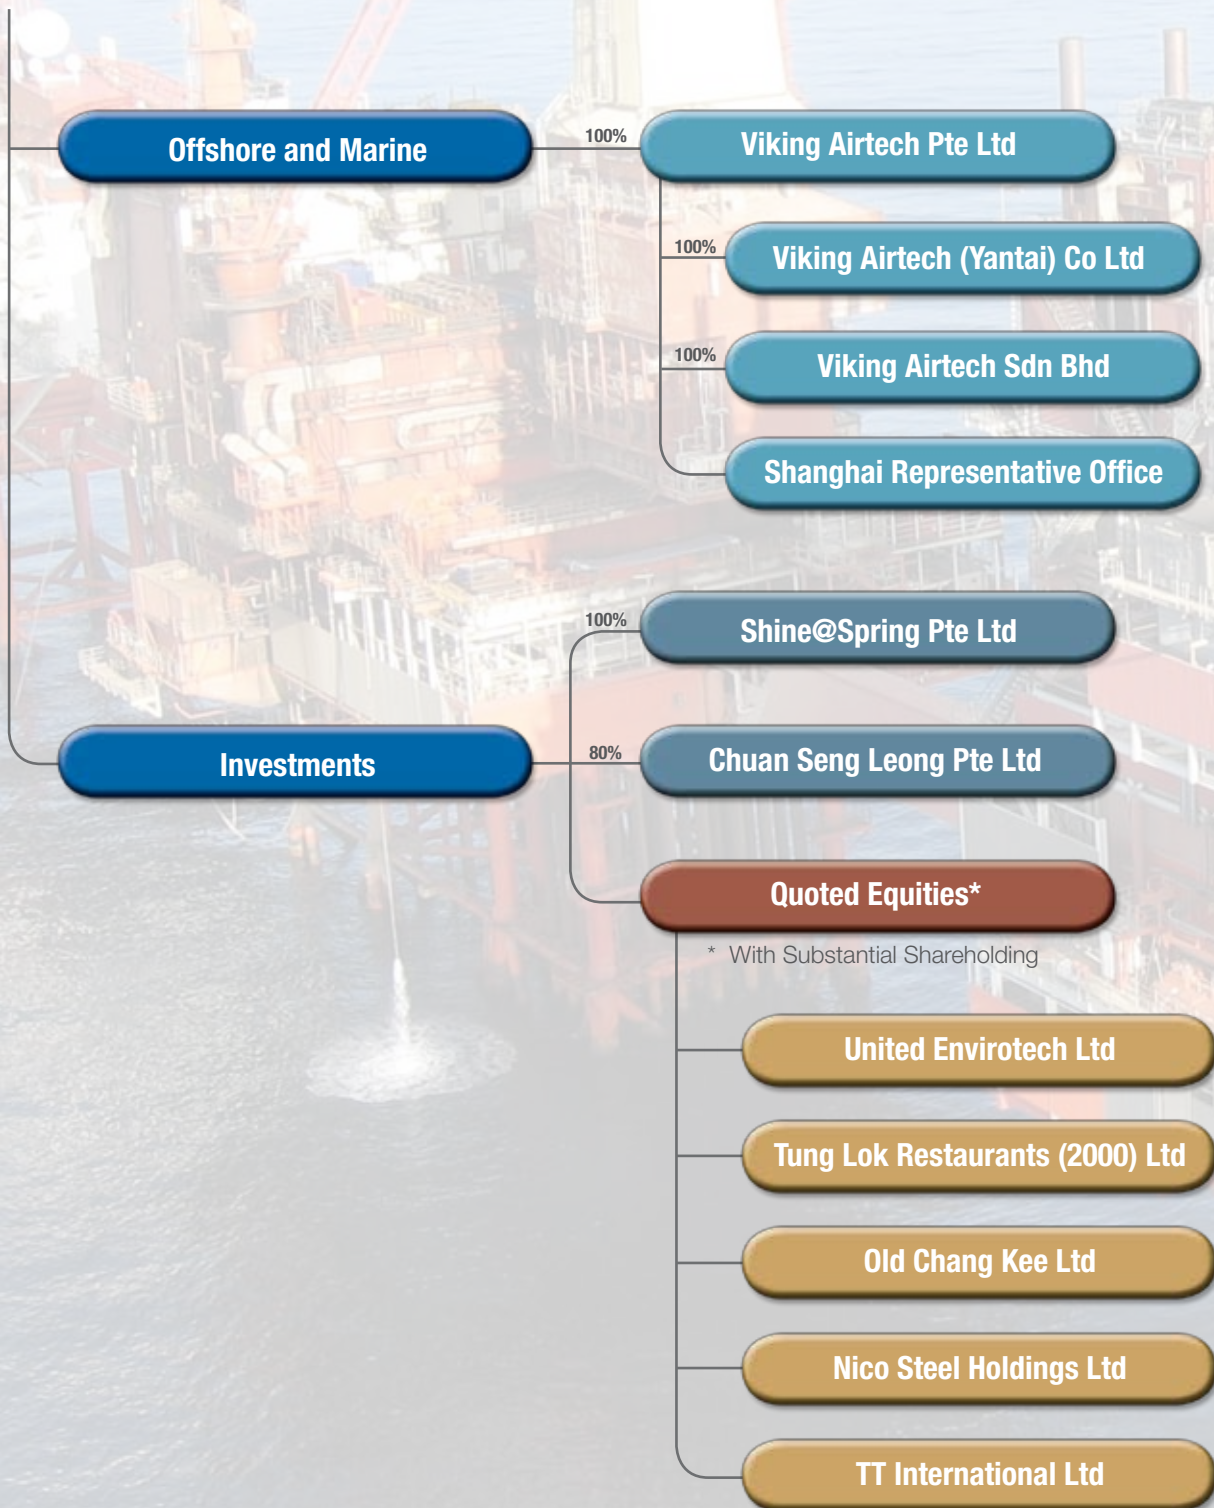 Offshore and Marine
100%
Viking Airtech Pte Ltd
100%
Viking Airtech (Yantai) Co Ltd
100%
Viking Airtech Sdn Bhd
Shanghai Representative Office
100%
Shine@Spring Pte Ltd
Investments
80%
Chuan Seng Leong Pte Ltd
Quoted Equities*
* With Substantial Shareholding
United Envirotech Ltd
Tung Lok Restaurants (2000) Ltd
Old Chang Kee Ltd
Nico Steel Holdings Ltd
TT International Ltd